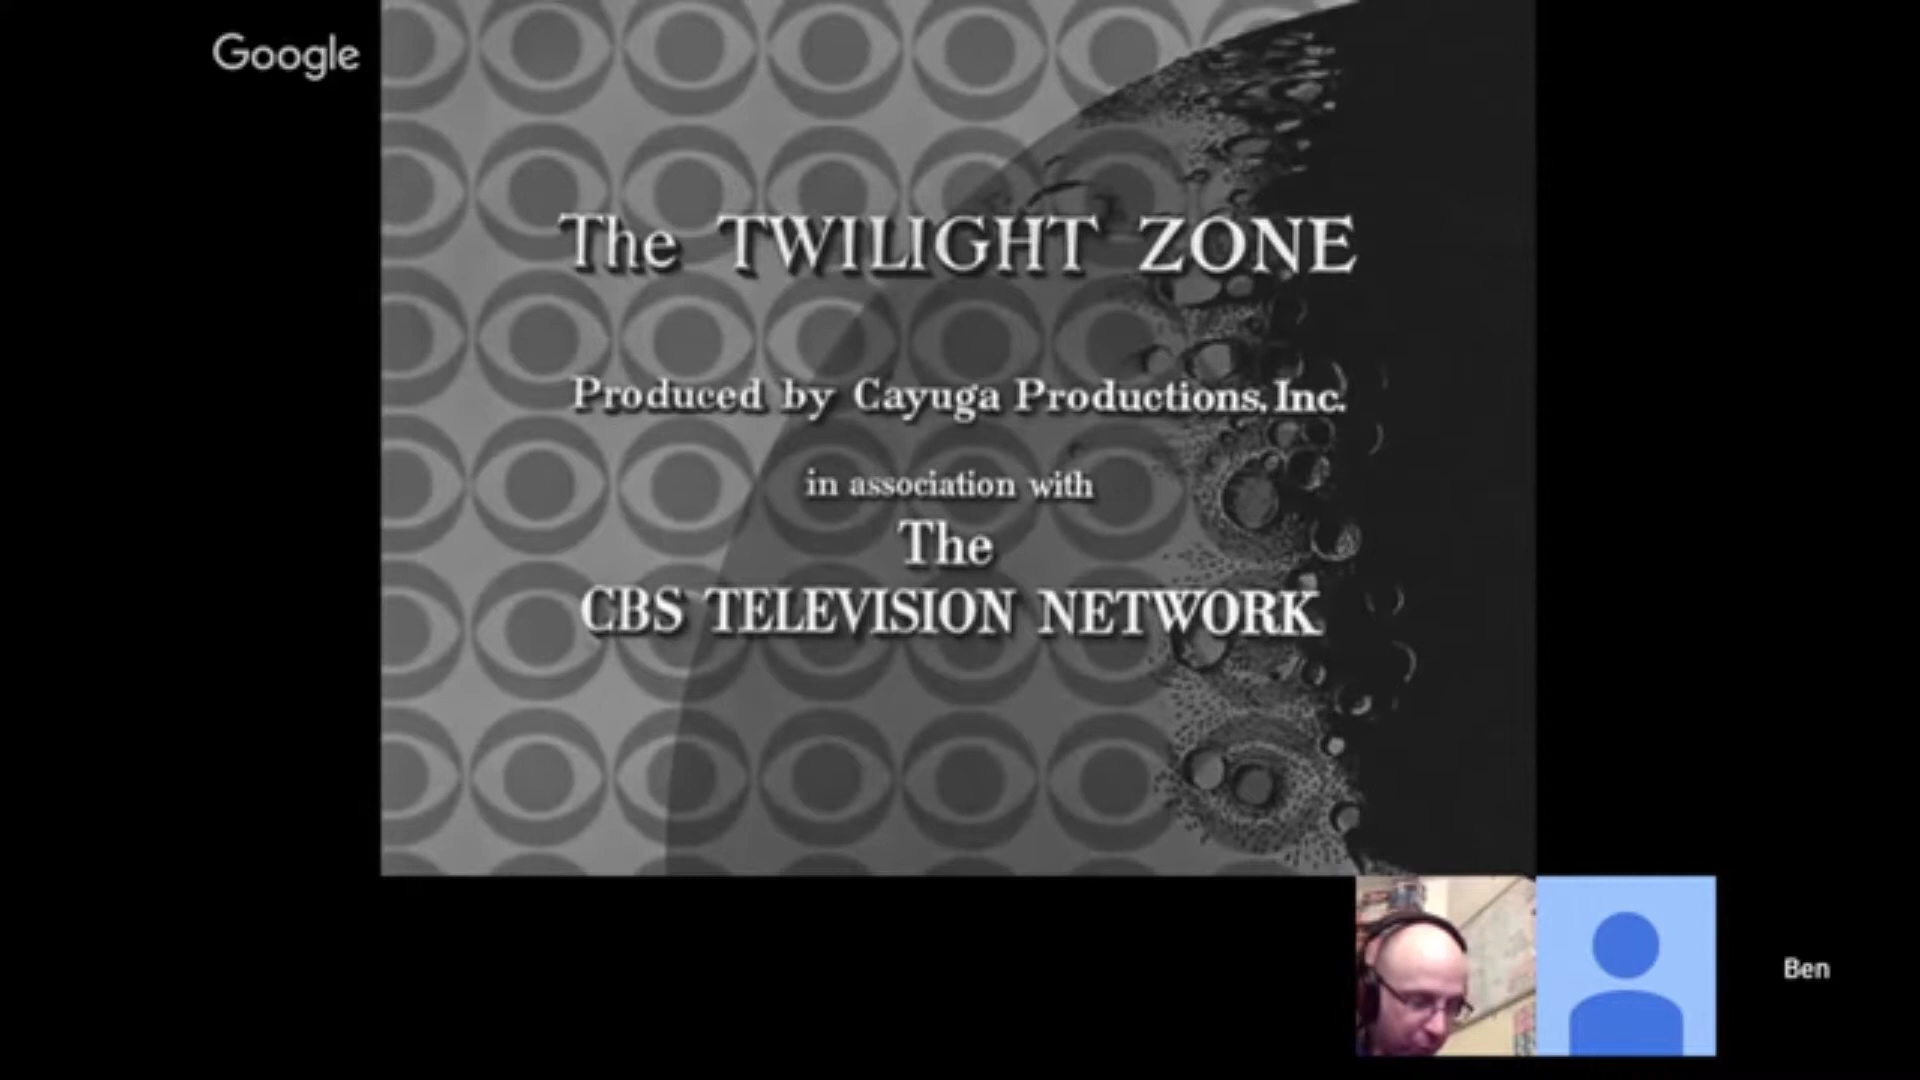 Google
The TWILIGHT ZONE
Produced by Cayuga Productions, Inc.
in association with
The
CBS TELEVISION NETWORK
Ben